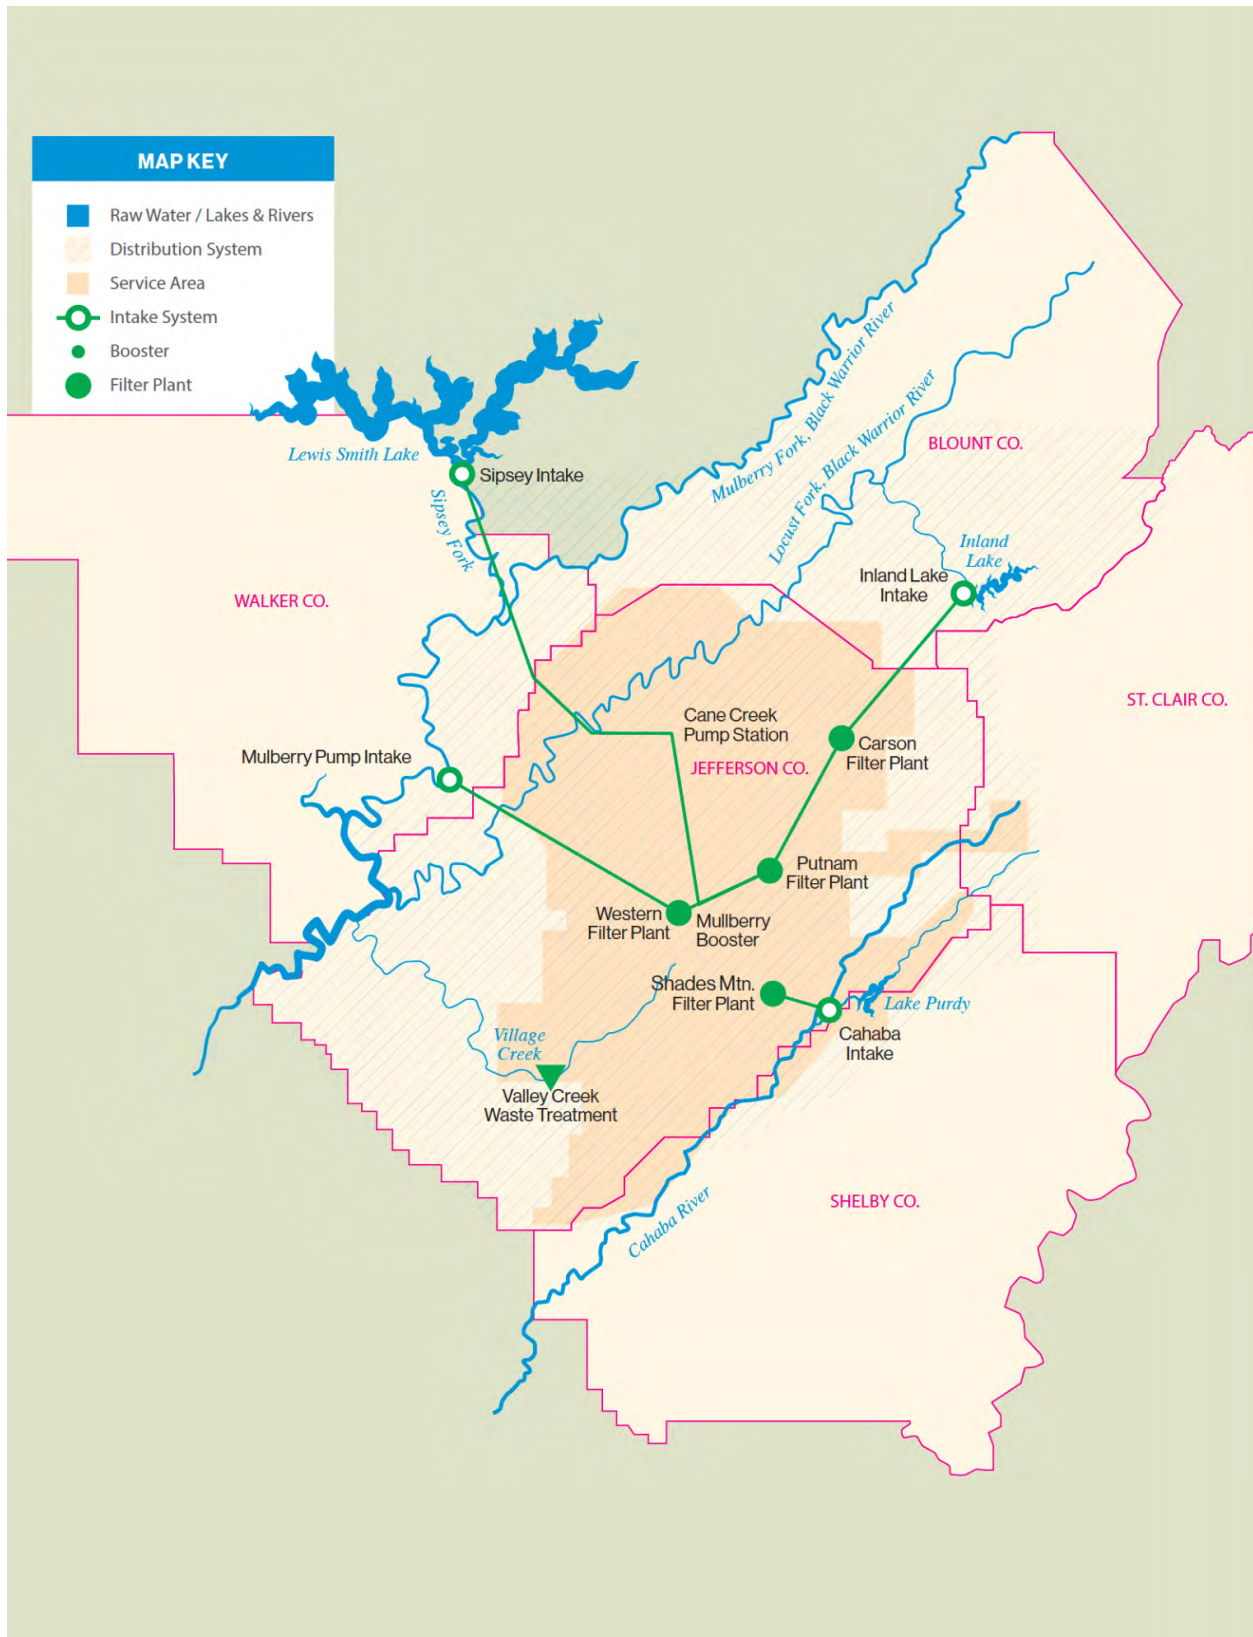 MAP KEY
Raw Water / Lakes & Rivers
Distribution System
Service Area
Intake System
Booster
Filter Plant
Lewis Smith Lake
Sipsey Intake
Sipsey Fork
Mulberry Fork, Black Warrior River
Locust Fork, Black Warrior River
BLOUNT CO.
Inland
Lake
Inland Lake
Intake
WALKER CO.
ST. CLAIR CO.
Cane Creek
Pump Station
Carson
Filter Plant
JEFFERSON CO.
Mulberry Pump Intake
Putnam
Filter Plant
Western
Filter Plant
Mullberry
Booster
Shades Mtn.
Filter Plant
Lake Purdy
Cahaba
Intake
Village
Creek
Valley Creek
Waste Treatment
Cahaba River
SHELBY CO.